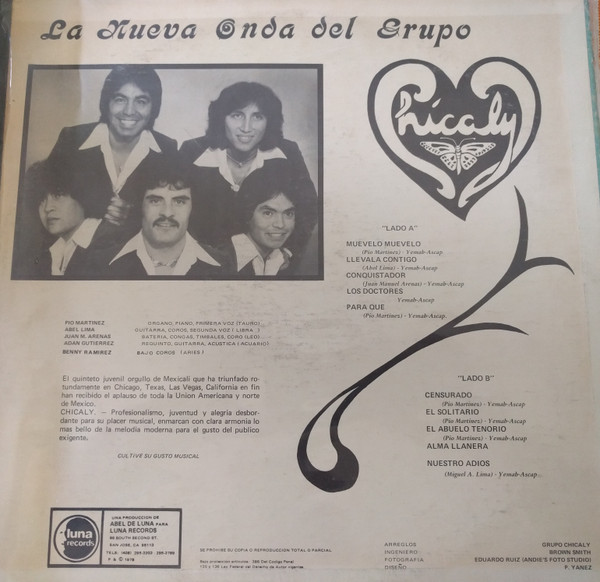 La Nueva Onda del Grupo
Chicaly
"LADO A"
MUEVELO MUEVELO
(Pio Martinez) - Yemab-Ascap
LLEVALA CONTIGO
(Abel Lima) - Yemab-Ascap
CONQUISTADOR
(Juan Manuel Arenas) - Yemab-Ascap
LOS DOCTORES
Yemab-Ascap
PARA QUE
(Pio Martinez) - Yemab-Ascap.
PIO MARTINEZ ORGANO, PIANO, PRIMERA VOZ (TAURO)
ABEL LIMA GUITARRA, COROS, SEGUNDA VOZ ( LIBRA )
JUAN M. ARENAS BATERIA, CONGAS, TIMBALES, CORO (LEO)
ADAN GUTIERREZ REQUINTO, GUITARRA, ACUSTICA (ACUARIO)
BENNY RAMIREZ BAJO COROS (ARIES)
"LADO B"
CENSURADO
(Pio Martinez) - Yemab-Ascap
EL SOLITARIO
(Pio Martinez) - Yemab-Ascap
EL ABUELO TENORIO
(Pio Martinez) - Yemab-Ascap
ALMA LLANERA
NUESTRO ADIOS
(Miguel A. Lima) - Yemab-Ascap..
El quinteto juvenil orgullo de Mexicali que ha triunfado ro-
tundamente en Chicago, Texas, Las Vegas, California en fin
han recibido el aplauso de toda la Union Americana y norte
de Mexico.
CHICALY. – Profesionalismo, juventud y alegria desbor-
dante para su placer musical, enmarcan con clara armonia lo
mas bello de la melodia moderna para el gusto del publico
exigente.
CULTIVE SU GUSTO MUSICAL
luna
records
UNA PRODUCCION DE
ABEL DE LUNA PARA
LUNA RECORDS
SAN JOSE, CA 95113
SE PROHIBE SU COPIA O REPRODUCCION TOTAL O PARCIAL
ARREGLOS GRUPO CHICALY
INGENIERO BROWN SMITH
FOTOGRAFIA EDUARDO RUIZ (ANDIE'S FOTO STUDIO)
DISEÑO P. YANEZ